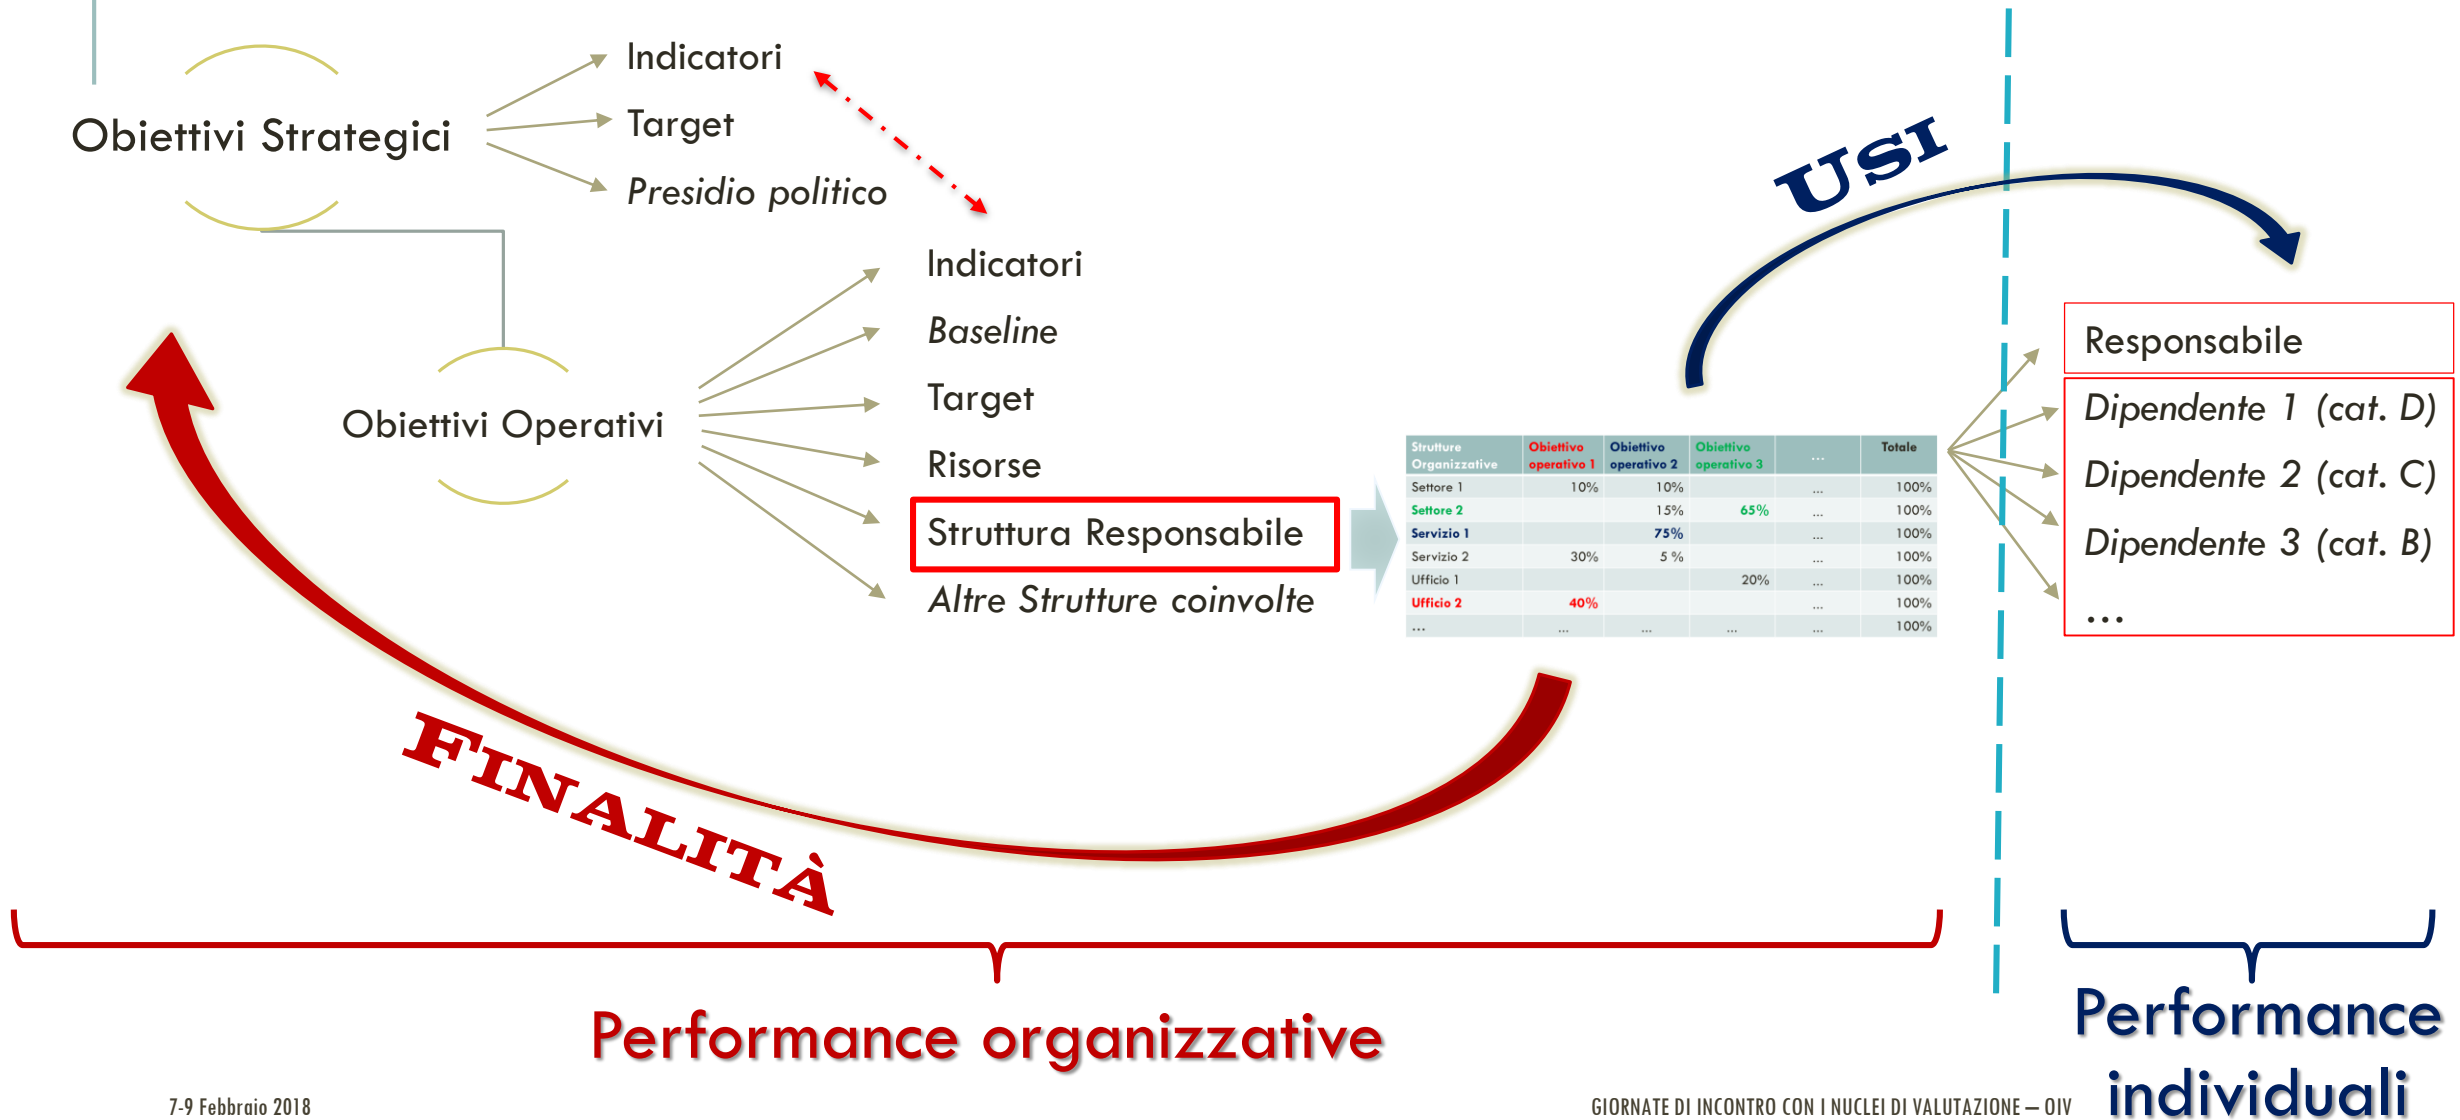 Indicatori
Target
Presidio politico
Obiettivi Strategici
Indicatori
Baseline
Target
Risorse
Struttura Responsabile
Altre Strutture coinvolte
Obiettivi Operativi
USI
Strutture Organizzative Obiettivo operativo 1 Obiettivo operativo 2 Obiettivo operativo 3 ... Totale
Settore 1 10% 10% ... 100%
Settore 2 15% 65% ... 100%
Servizio 1 75% ... 100%
Servizio 2 30% 5 % ... 100%
Ufficio 1 20% ... 100%
Ufficio 2 40% ... 100%
... ... ... ... ... 100%
Responsabile
Dipendente 1 (cat. D)
Dipendente 2 (cat. C)
Dipendente 3 (cat. B)
...
FINALITÀ
Performance organizzative
Performance
individuali
7-9 Febbraio 2018
GIORNATE DI INCONTRO CON I NUCLEI DI VALUTAZIONE – OIV